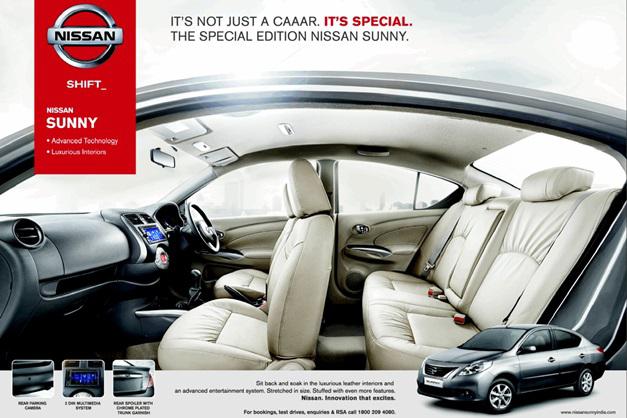 NISSAN
SHIFT_
NISSAN
SUNNY
• Advanced Technology
• Luxurious Interiors
IT'S NOT JUST A CAAAR. IT'S SPECIAL.
THE SPECIAL EDITION NISSAN SUNNY.
REAR PARKING
CAMERA
2 DIN MULTIMEDIA
SYSTEM
REAR SPOILER WITH
CHROME PLATED
TRUNK GARNISH
Sit back and soak in the luxurious leather interiors and
an advanced entertainment system. Stretched in size. Stuffed with even more features.
Nissan. Innovation that excites.
For bookings, test drives, enquiries & RSA call 1800 209 4080.
www.nissansunnyindia.com